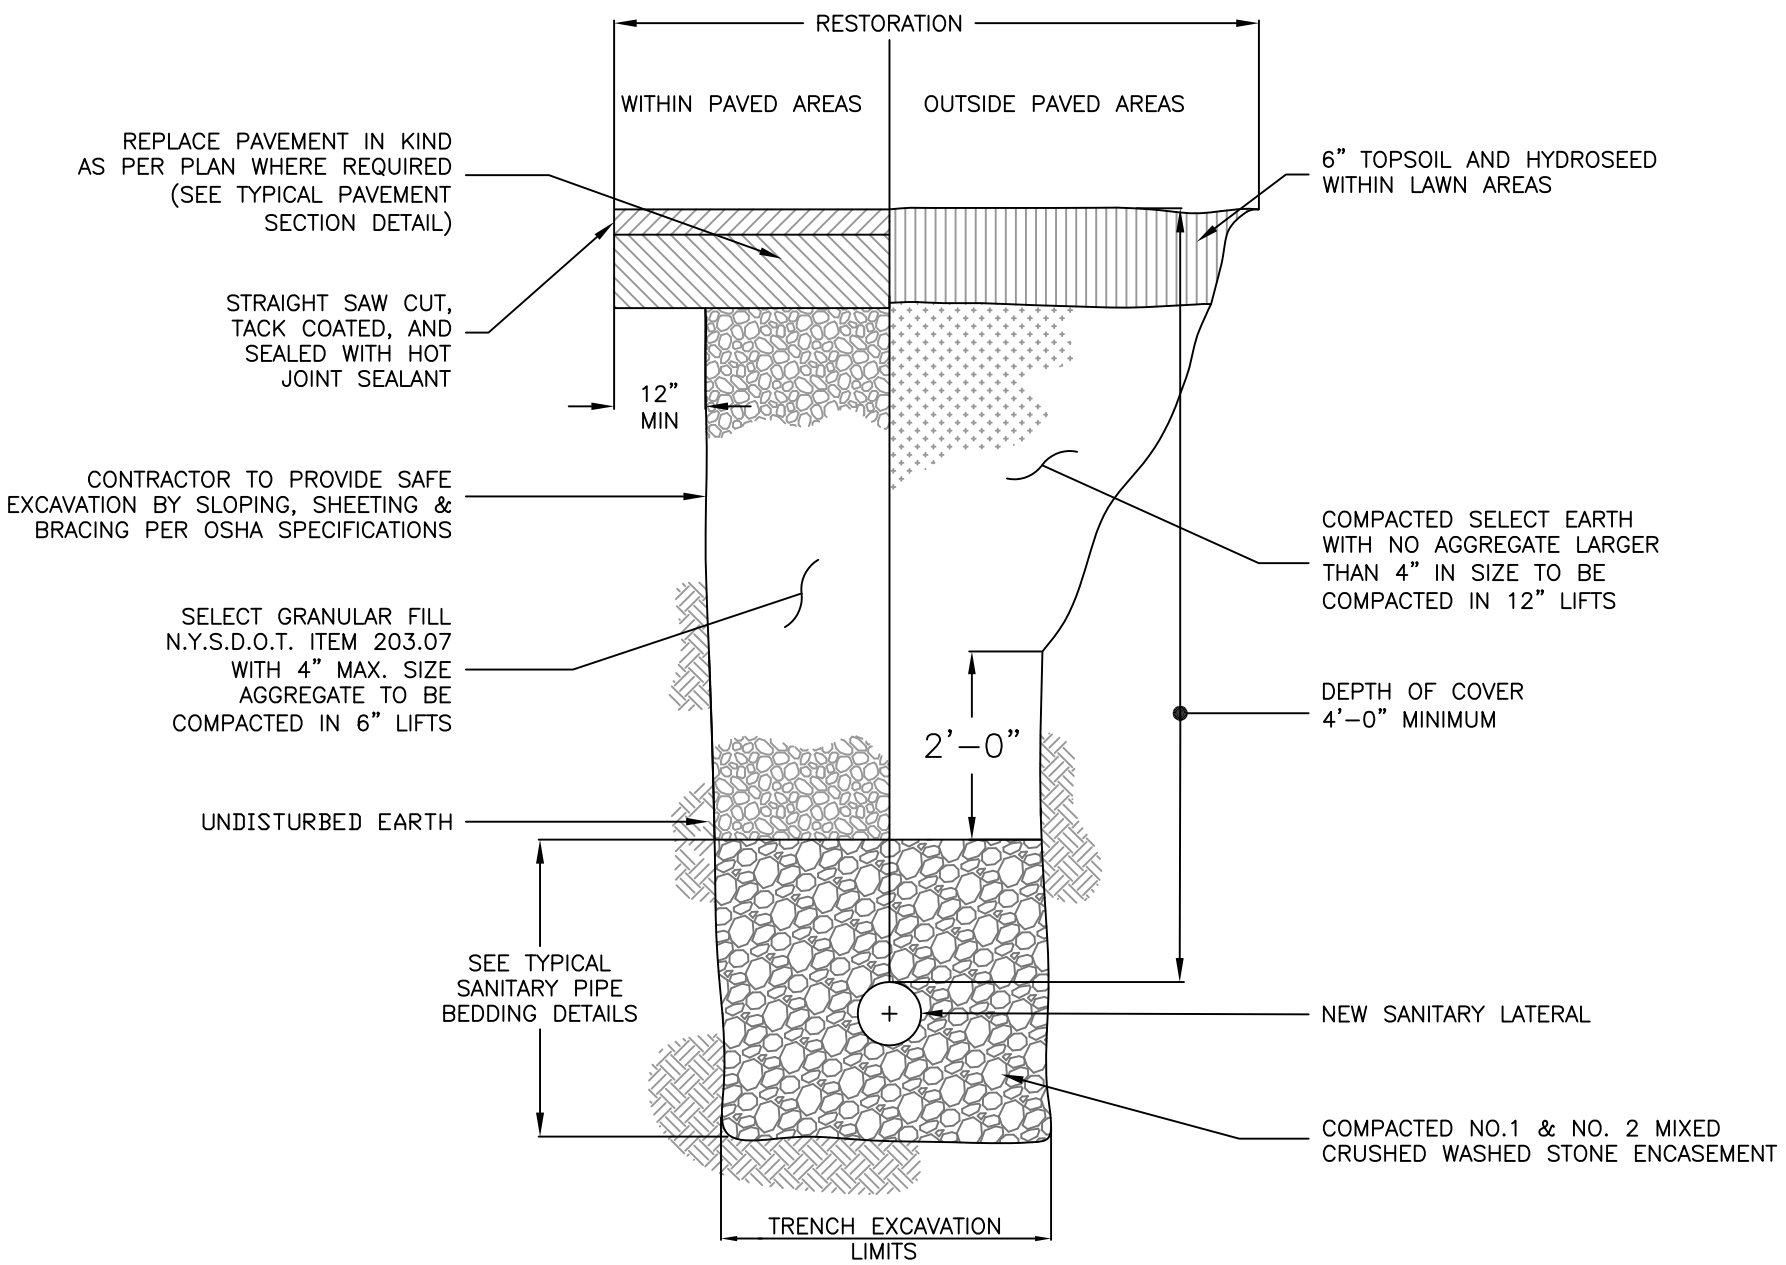 RESTORATION
WITHIN PAVED AREAS
OUTSIDE PAVED AREAS
REPLACE PAVEMENT IN KIND
AS PER PLAN WHERE REQUIRED
(SEE TYPICAL PAVEMENT
SECTION DETAIL)
6” TOPSOIL AND HYDROSEED
WITHIN LAWN AREAS
STRAIGHT SAW CUT,
TACK COATED, AND
SEALED WITH HOT
JOINT SEALANT
12”
MIN
CONTRACTOR TO PROVIDE SAFE
EXCAVATION BY SLOPING, SHEETING &
BRACING PER OSHA SPECIFICATIONS
COMPACTED SELECT EARTH
WITH NO AGGREGATE LARGER
THAN 4” IN SIZE TO BE
COMPACTED IN 12” LIFTS
SELECT GRANULAR FILL
N.Y.S.D.O.T. ITEM 203.07
WITH 4” MAX. SIZE
AGGREGATE TO BE
COMPACTED IN 6” LIFTS
DEPTH OF COVER
4’-0” MINIMUM
2’-0”
UNDISTURBED EARTH
SEE TYPICAL
SANITARY PIPE
BEDDING DETAILS
NEW SANITARY LATERAL
COMPACTED NO.1 & NO. 2 MIXED
CRUSHED WASHED STONE ENCASEMENT
TRENCH EXCAVATION
LIMITS